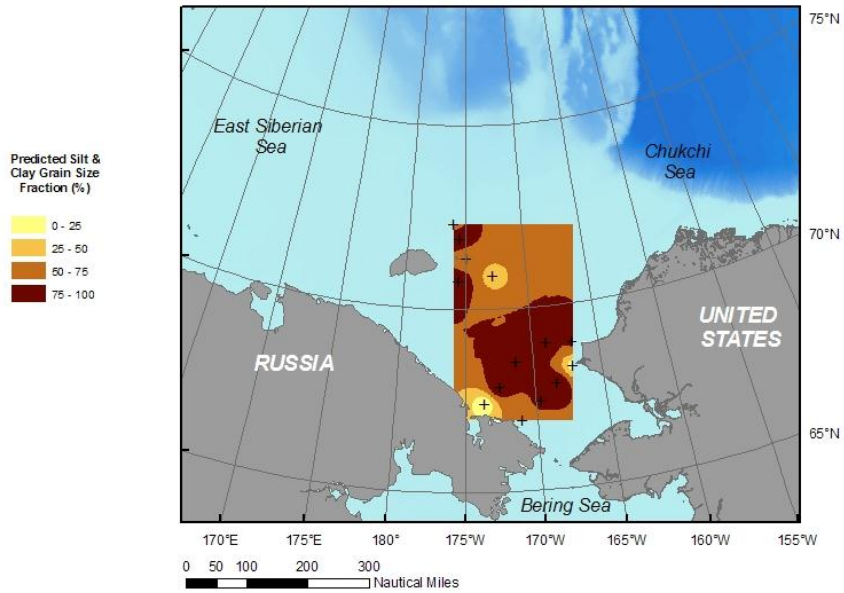 75°N
East Siberian
Sea
Chukchi
Sea
Predicted Silt &
Clay Grain Size
Fraction (%)
0 - 25
25 - 50
50 - 75
75 - 100
70°N
UNITED
STATES
RUSSIA
65°N
Bering Sea
170°E 175°E 180° 175°W 170°W 165°W 160°W 155°W
0 50 100 200 300
Nautical Miles